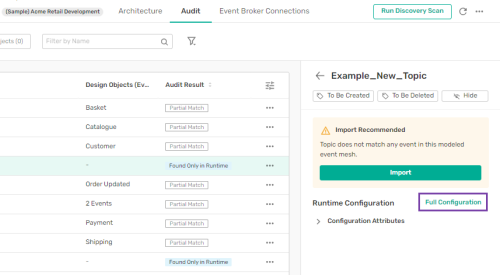 (Sample) Acme Retail Development Architecture Audit Event Broker Connections Run Discovery Scan
jects (0) Filter by Name
Design Objects (Ev... Audit Result
Basket Partial Match
Catalogue Partial Match
Customer Partial Match
- Found Only in Runtime
Order Updated Partial Match
2 Events Partial Match
Payment Partial Match
Shipping Partial Match
- Found Only in Runtime
Example_New_Topic
To Be Created To Be Deleted Hide
Import Recommended
Topic does not match any event in this modeled
event mesh.
Import
Runtime Configuration Full Configuration
Configuration Attributes